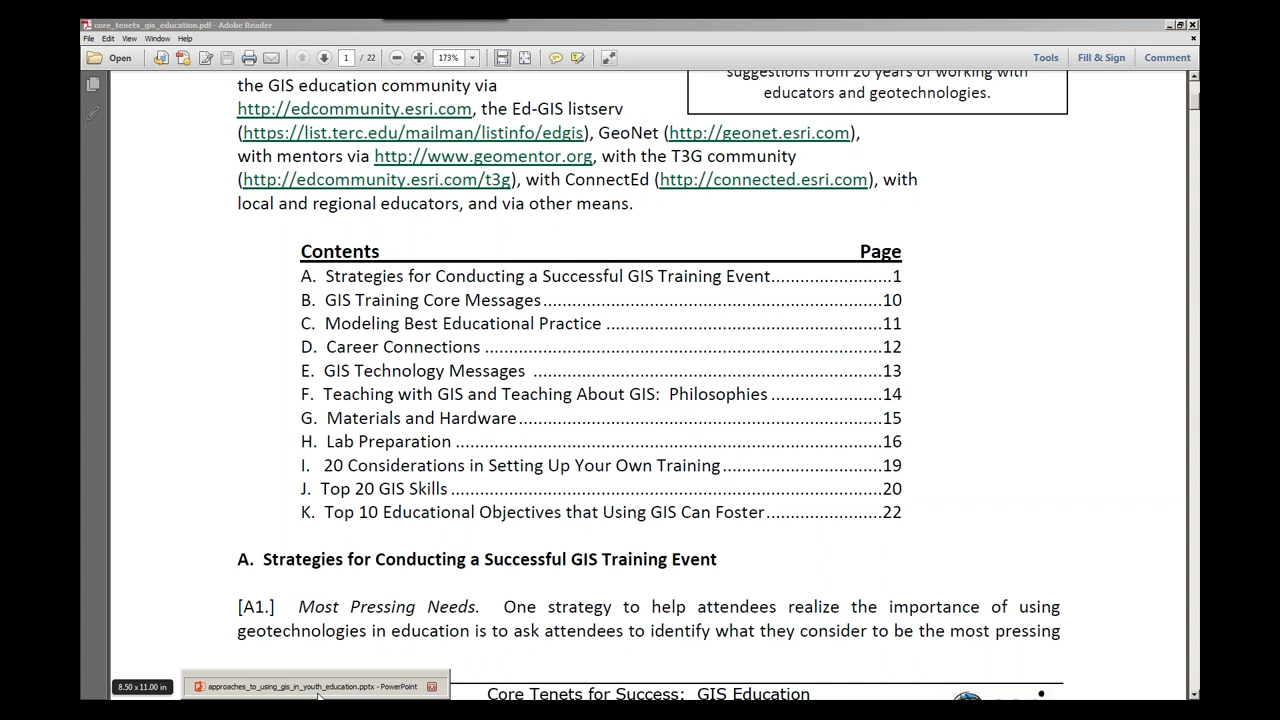 core_tenets_gis_education.pdf - Adobe Reader
File Edit View Window Help
Open 1 / 22 173% Tools Fill & Sign Comment
the GIS education community via
http://edcommunity.esri.com, the Ed-GIS listserv
(https://list.terc.edu/mailman/listinfo/edgis), GeoNet (http://geonet.esri.com),
with mentors via http://www.geomentor.org, with the T3G community
(http://edcommunity.esri.com/t3g), with ConnectEd (http://connected.esri.com), with
local and regional educators, and via other means.
suggestions from 20 years of working with
educators and geotechnologies.
Contents Page
A. Strategies for Conducting a Successful GIS Training Event.........................1
B. GIS Training Core Messages......................................................................10
C. Modeling Best Educational Practice .........................................................11
D. Career Connections ..................................................................................12
E. GIS Technology Messages ........................................................................13
F. Teaching with GIS and Teaching About GIS: Philosophies .......................14
G. Materials and Hardware...........................................................................15
H. Lab Preparation ........................................................................................16
I. 20 Considerations in Setting Up Your Own Training.................................19
J. Top 20 GIS Skills .........................................................................................20
K. Top 10 Educational Objectives that Using GIS Can Foster........................22
A. Strategies for Conducting a Successful GIS Training Event
[A1.] Most Pressing Needs. One strategy to help attendees realize the importance of using
geotechnologies in education is to ask attendees to identify what they consider to be the most pressing
8.50 x 11.00 in
approaches_to_using_gis_in_youth_education.pptx - PowerPoint
Core Tenets for Success: GIS Education